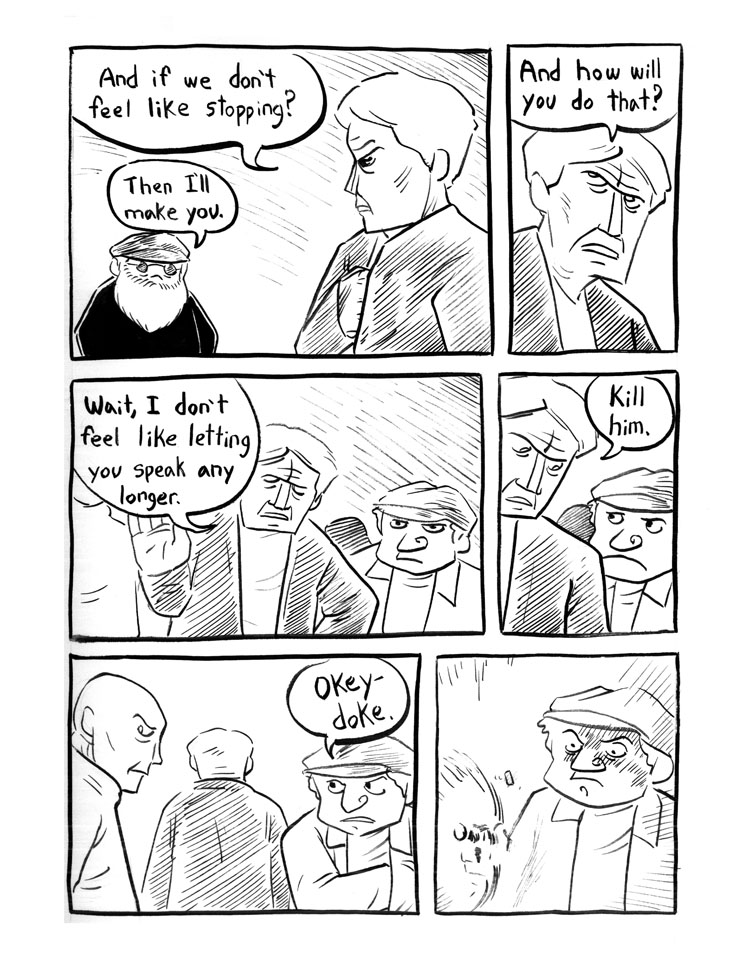 And if we don't
feel like stopping?
Then I'll
make you.
And how will
you do that?
Wait, I don't
feel like letting
you speak any
longer.
Kill
him.
Okey-
doke.